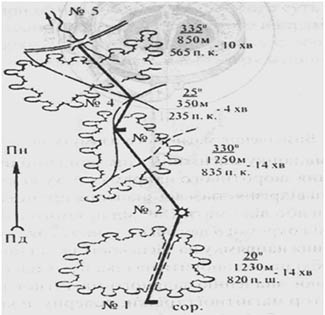 № 5
335°
850м - 10 хв
565 п. к.
25°
350м - 4 хв
235 п. к.
№ 4
№ 3
330°
1250м - 14 хв
835 п. к.
Пн
Пд
№ 2
20°
1230м - 14 хв
820 п. ш.
№ 1
сор.